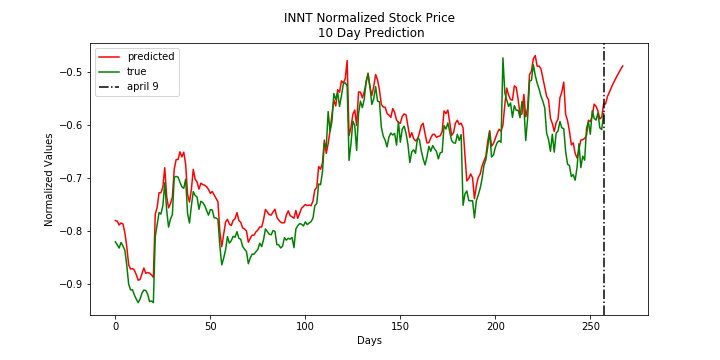 INNT Normalized Stock Price
10 Day Prediction
predicted
true
april 9
Normalized Values
−0.5
−0.6
−0.7
−0.8
−0.9
0
50
100
150
200
250
Days